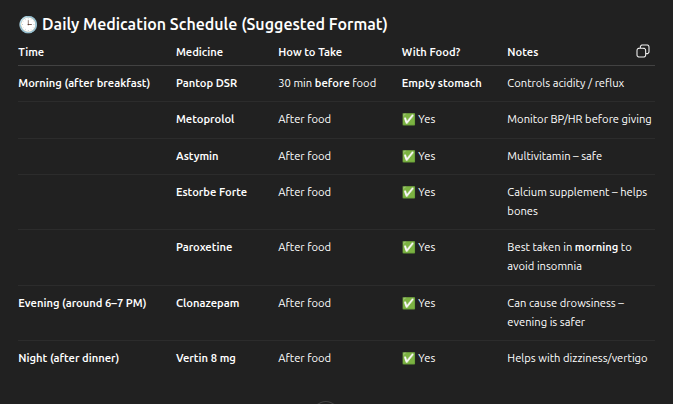 🕒 Daily Medication Schedule (Suggested Format)
Time Medicine How to Take With Food? Notes
Morning (after breakfast) Pantop DSR 30 min before food Empty stomach Controls acidity / reflux
Metoprolol After food ✅ Yes Monitor BP/HR before giving
Astymin After food ✅ Yes Multivitamin – safe
Estorbe Forte After food ✅ Yes Calcium supplement – helps
bones
Paroxetine After food ✅ Yes Best taken in morning to
avoid insomnia
Evening (around 6–7 PM) Clonazepam After food ✅ Yes Can cause drowsiness –
evening is safer
Night (after dinner) Vertin 8 mg After food ✅ Yes Helps with dizziness/vertigo